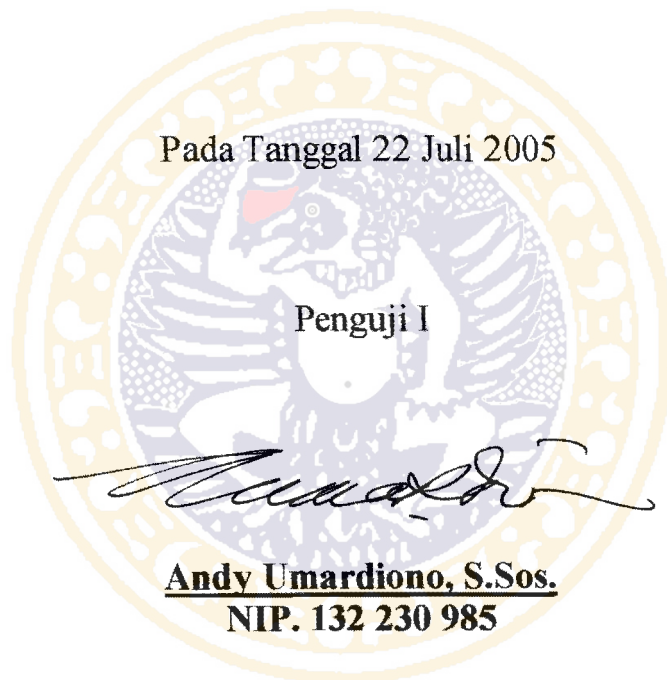 Pada Tanggal 22 Juli 2005
Penguji I
Andy Umardiono, S.Sos.
NIP. 132 230 985